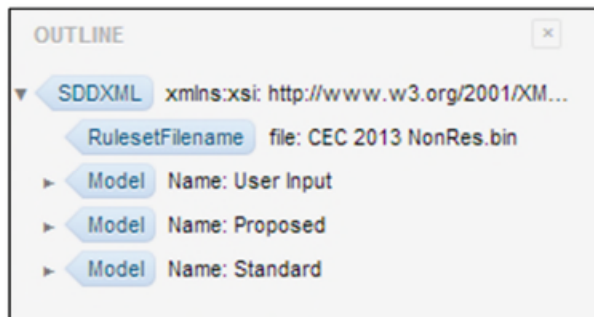 OUTLINE
SDDXML xmlns:xsi: http://www.w3.org/2001/XM...
RulesetFilename file: CEC 2013 NonRes.bin
Model Name: User Input
Model Name: Proposed
Model Name: Standard